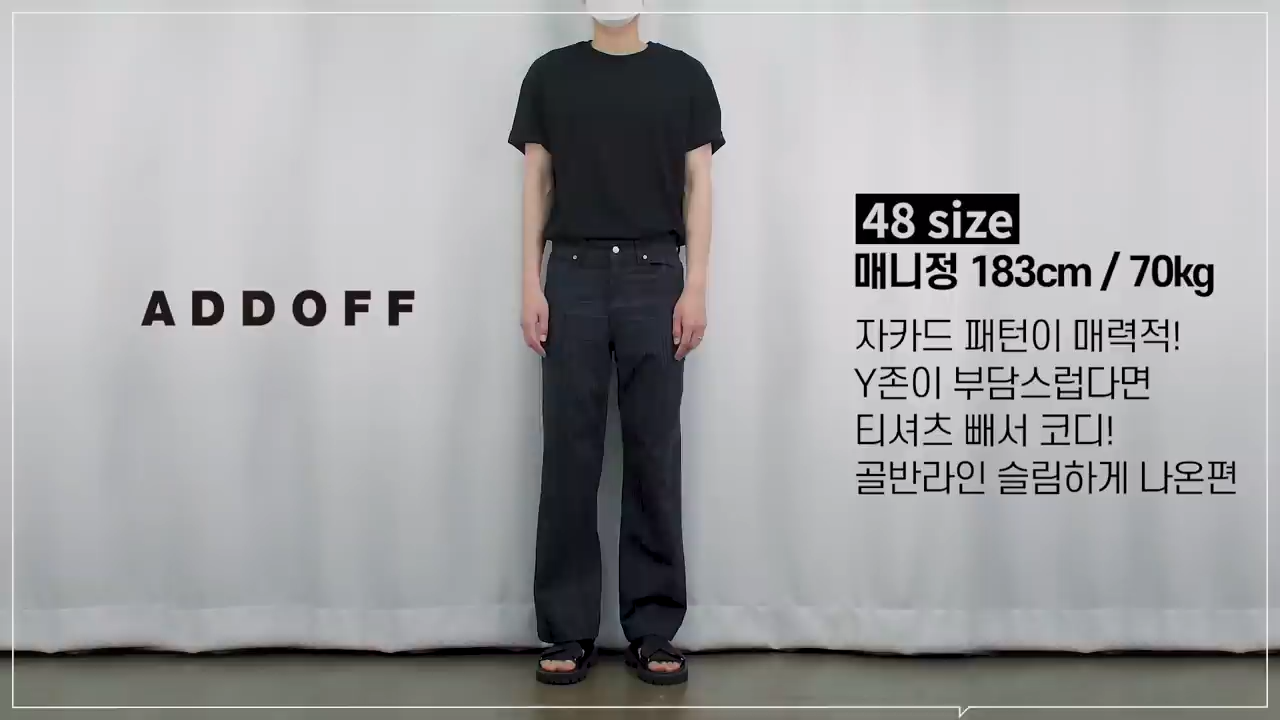 ADDOFF
48 size
매니정 183cm / 70kg
자카드 패턴이 매력적!
Y존이 부담스럽다면
티셔츠 빼서 코디!
골반라인 슬림하게 나온편